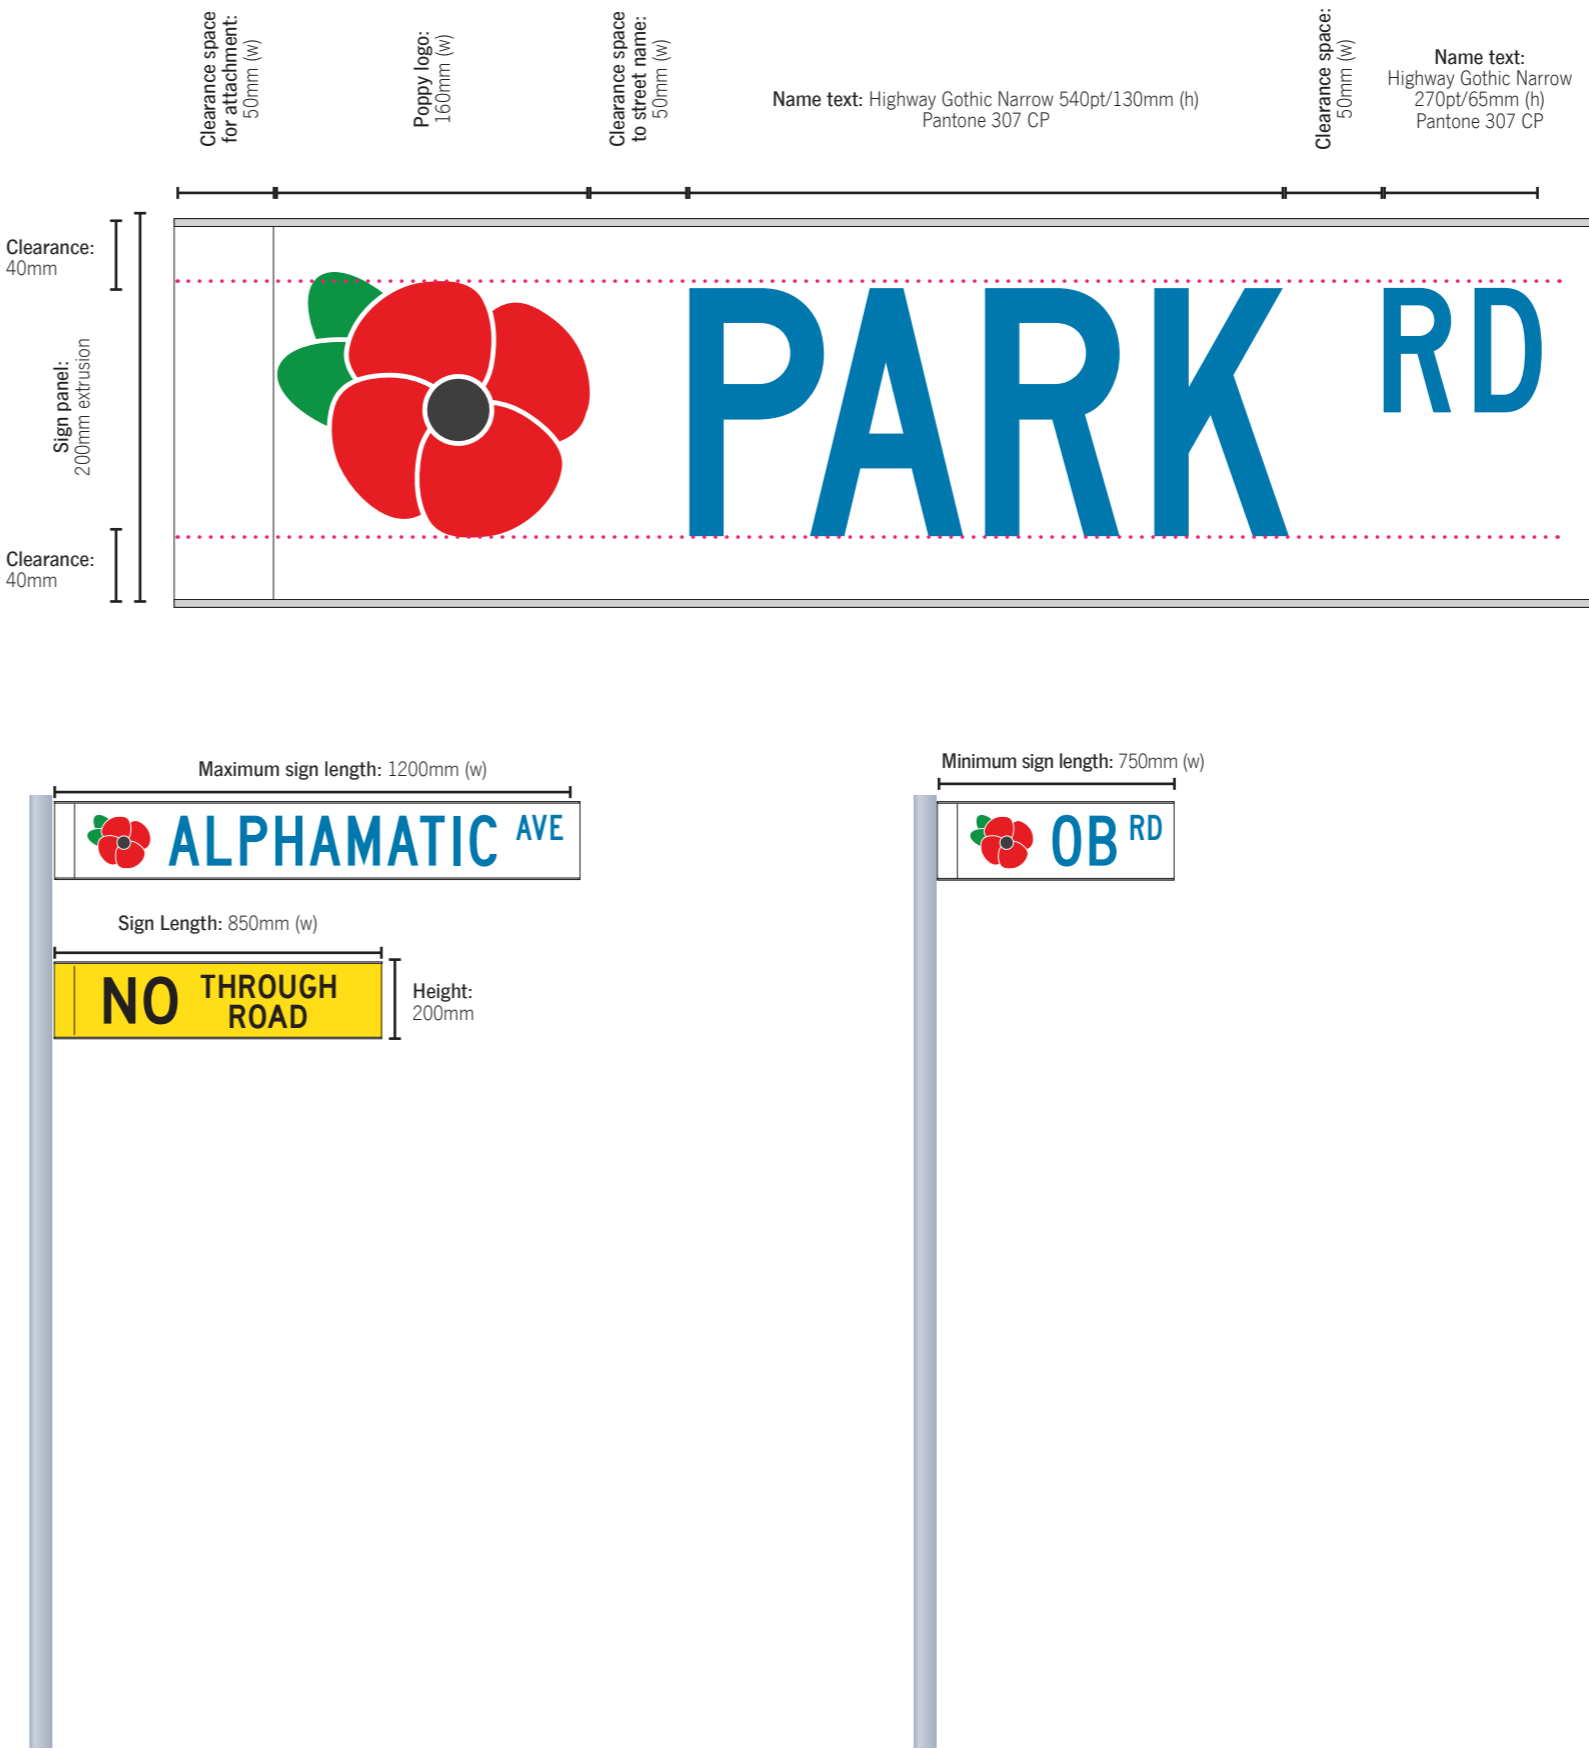 Clearance space
for attachment:
50mm (w)
Poppy logo:
160mm (w)
Clearance space
to street name:
50mm (w)
Name text: Highway Gothic Narrow 540pt/130mm (h)
Pantone 307 CP
Clearance space:
50mm (w)
Name text:
Highway Gothic Narrow
270pt/65mm (h)
Pantone 307 CP
Clearance:
40mm
Sign panel:
200mm extrusion
Clearance:
40mm
PARK RD
Maximum sign length: 1200mm (w)
ALPHAMATIC AVE
Sign Length: 850mm (w)
NO THROUGH
ROAD
Height:
200mm
Minimum sign length: 750mm (w)
OB RD